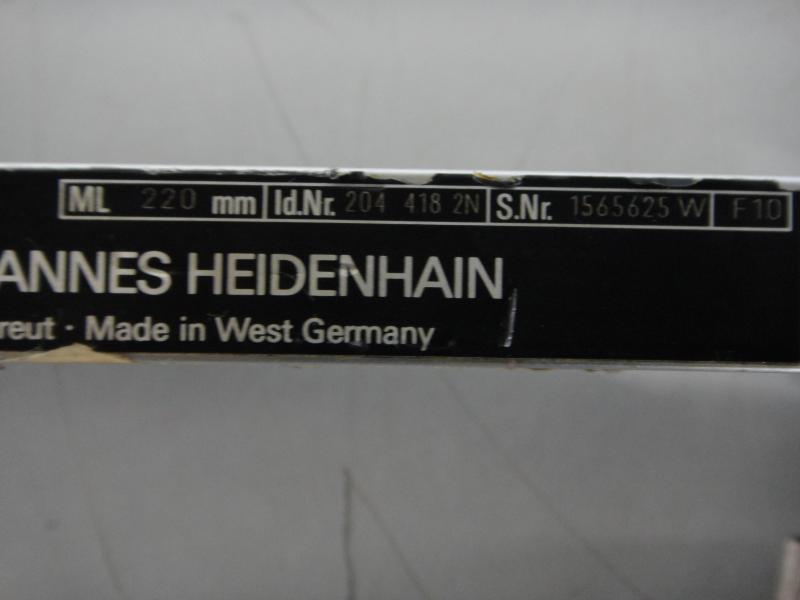 ML 220 mm Id.Nr. 204 418 2N S.Nr. 1565625 W F10
ANNES HEIDENHAIN
reut · Made in West Germany